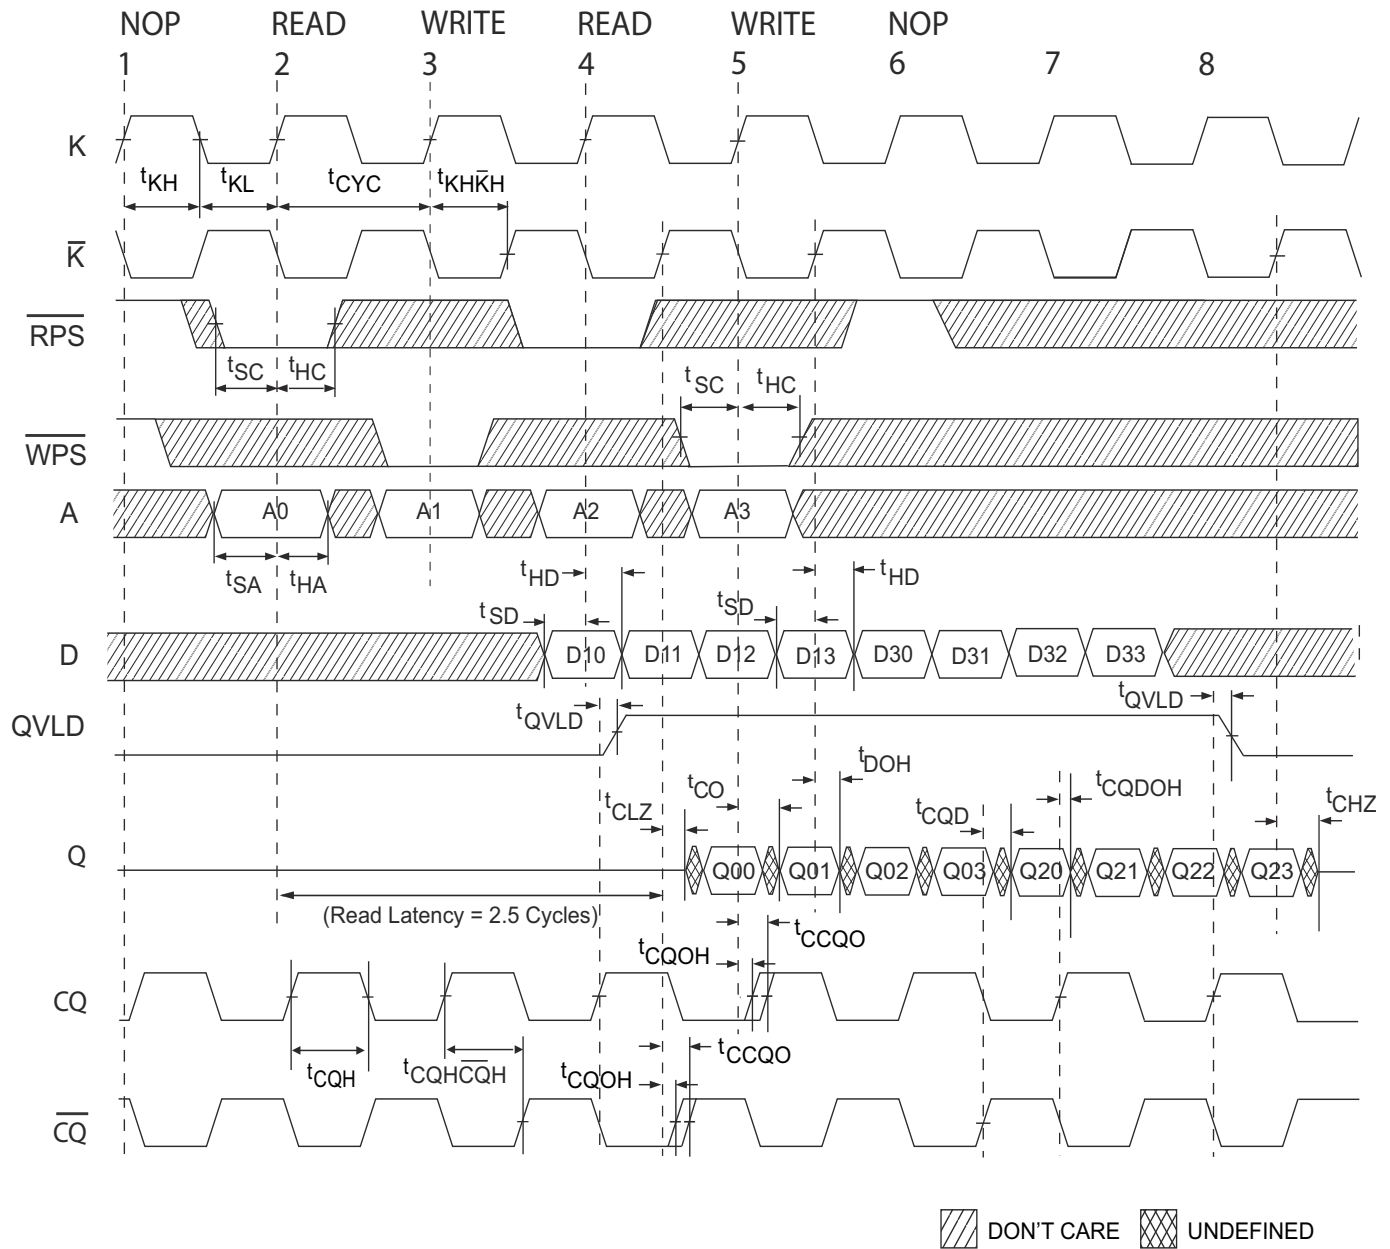 NOP READ WRITE READ WRITE NOP
1 2 3 4 5 6 7 8
K
tKH tKL tCYC tKHK̅H
K̅
R̅P̅S̅
tSC tHC
tSC tHC
W̅P̅S̅
A A0 A1 A2 A3
tSA tHA
tHD tHD
tSD tSD
D D10 D11 D12 D13 D30 D31 D32 D33
QVLD tQVLD tQVLD
tDOH
tCLZ tCO tCQD tCQDOH tCHZ
Q Q00 Q01 Q02 Q03 Q20 Q21 Q22 Q23
(Read Latency = 2.5 Cycles)
tCCQO
tCQOH
CQ
tCCQO
tCQH tCQHC̅Q̅H tCQOH
C̅Q̅
DON'T CARE UNDEFINED